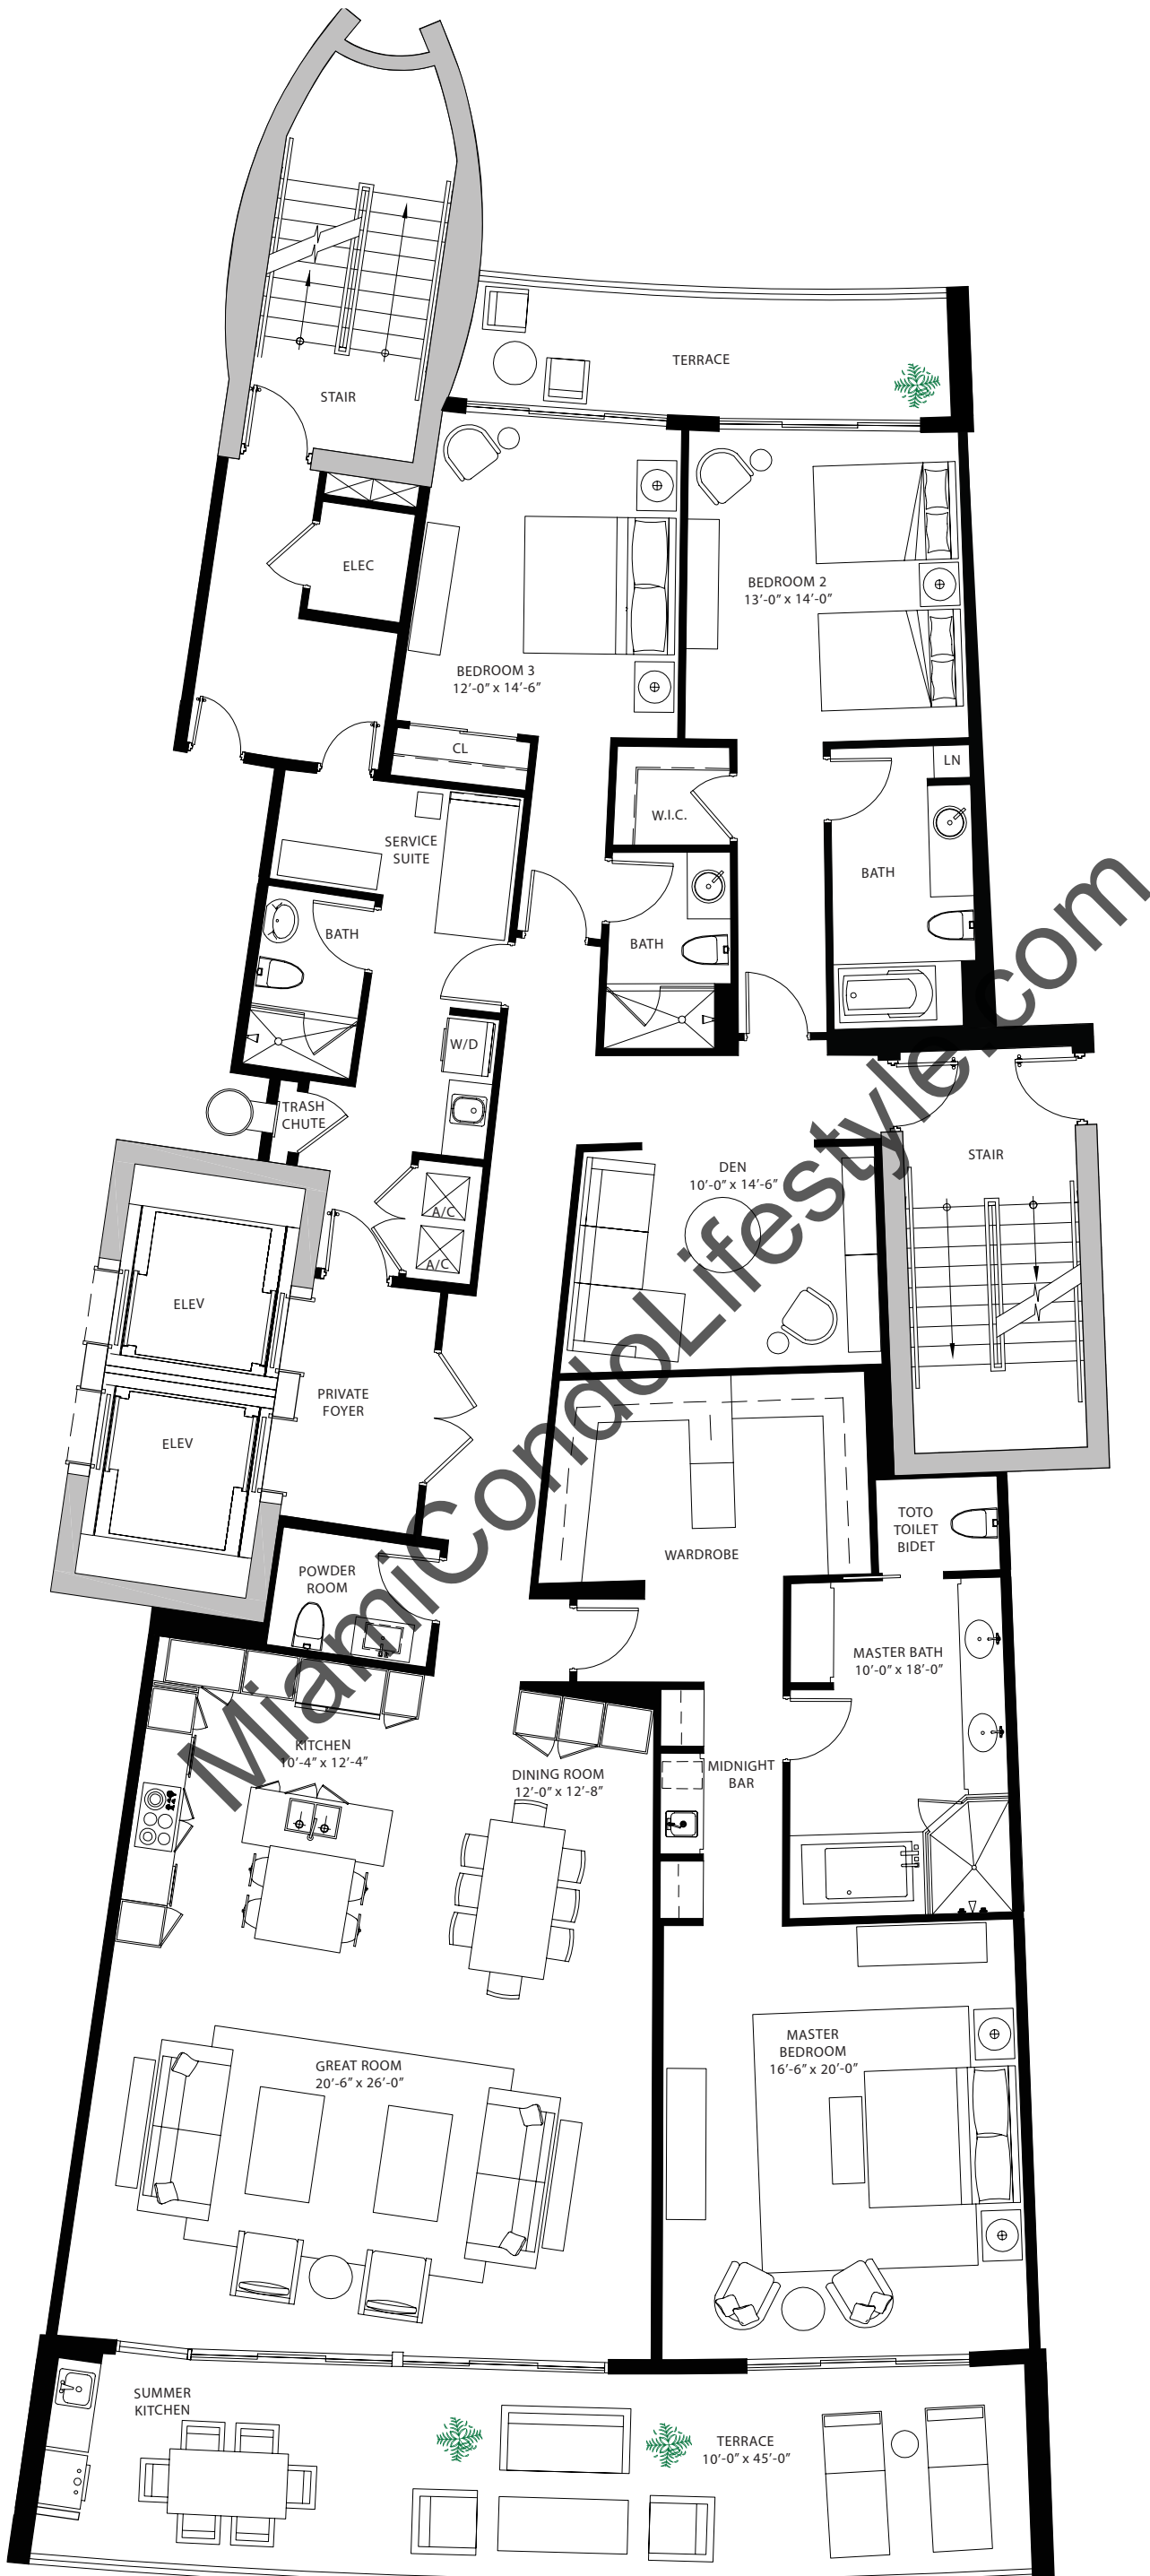 TERRACE
STAIR
ELEC
BEDROOM 2
13'-0" x 14'-0"
BEDROOM 3
12'-0" x 14'-6"
CL
LN
W.I.C.
SERVICE
SUITE
BATH
BATH
BATH
W/D
TRASH
CHUTE
STAIR
DEN
10'-0" x 14'-6"
A/C
A/C
ELEV
PRIVATE
FOYER
ELEV
TOTO
TOILET
BIDET
WARDROBE
POWDER
ROOM
MASTER BATH
10'-0" x 18'-0"
KITCHEN
10'-4" x 12'-4"
DINING ROOM
12'-0" x 12'-8"
MIDNIGHT
BAR
MASTER
BEDROOM
16'-6" x 20'-0"
GREAT ROOM
20'-6" x 26'-0"
SUMMER
KITCHEN
TERRACE
10'-0" x 45'-0"
MiamiCondoLifestyle.com